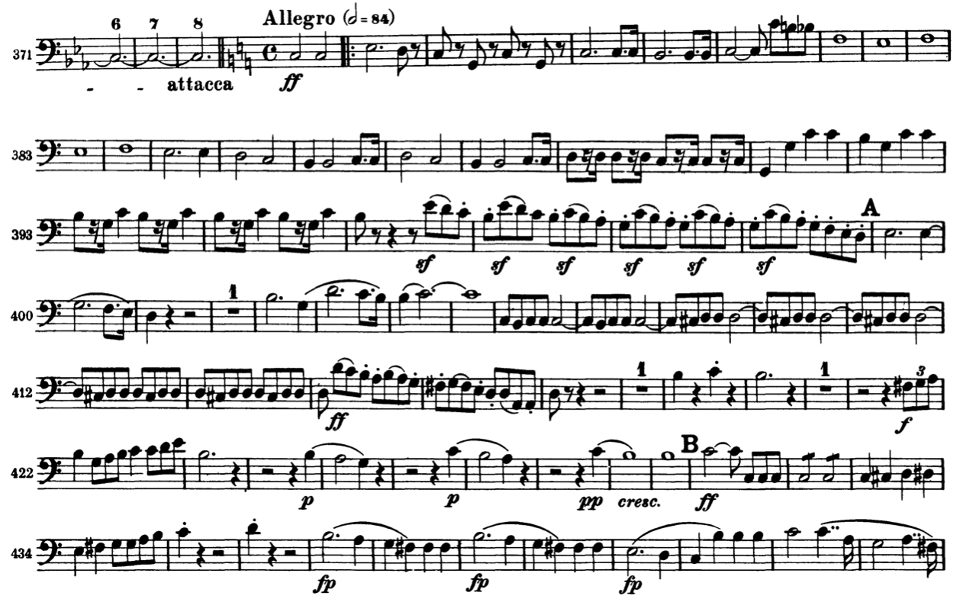 6 7 8 Allegro (𝅗𝅥 = 84)
371
attacca ff
383
393
A
sf sf sf sf sf sf
400
1
412
1 1 3
ff f
422
B
p p pp cresc. ff
434
fp fp fp